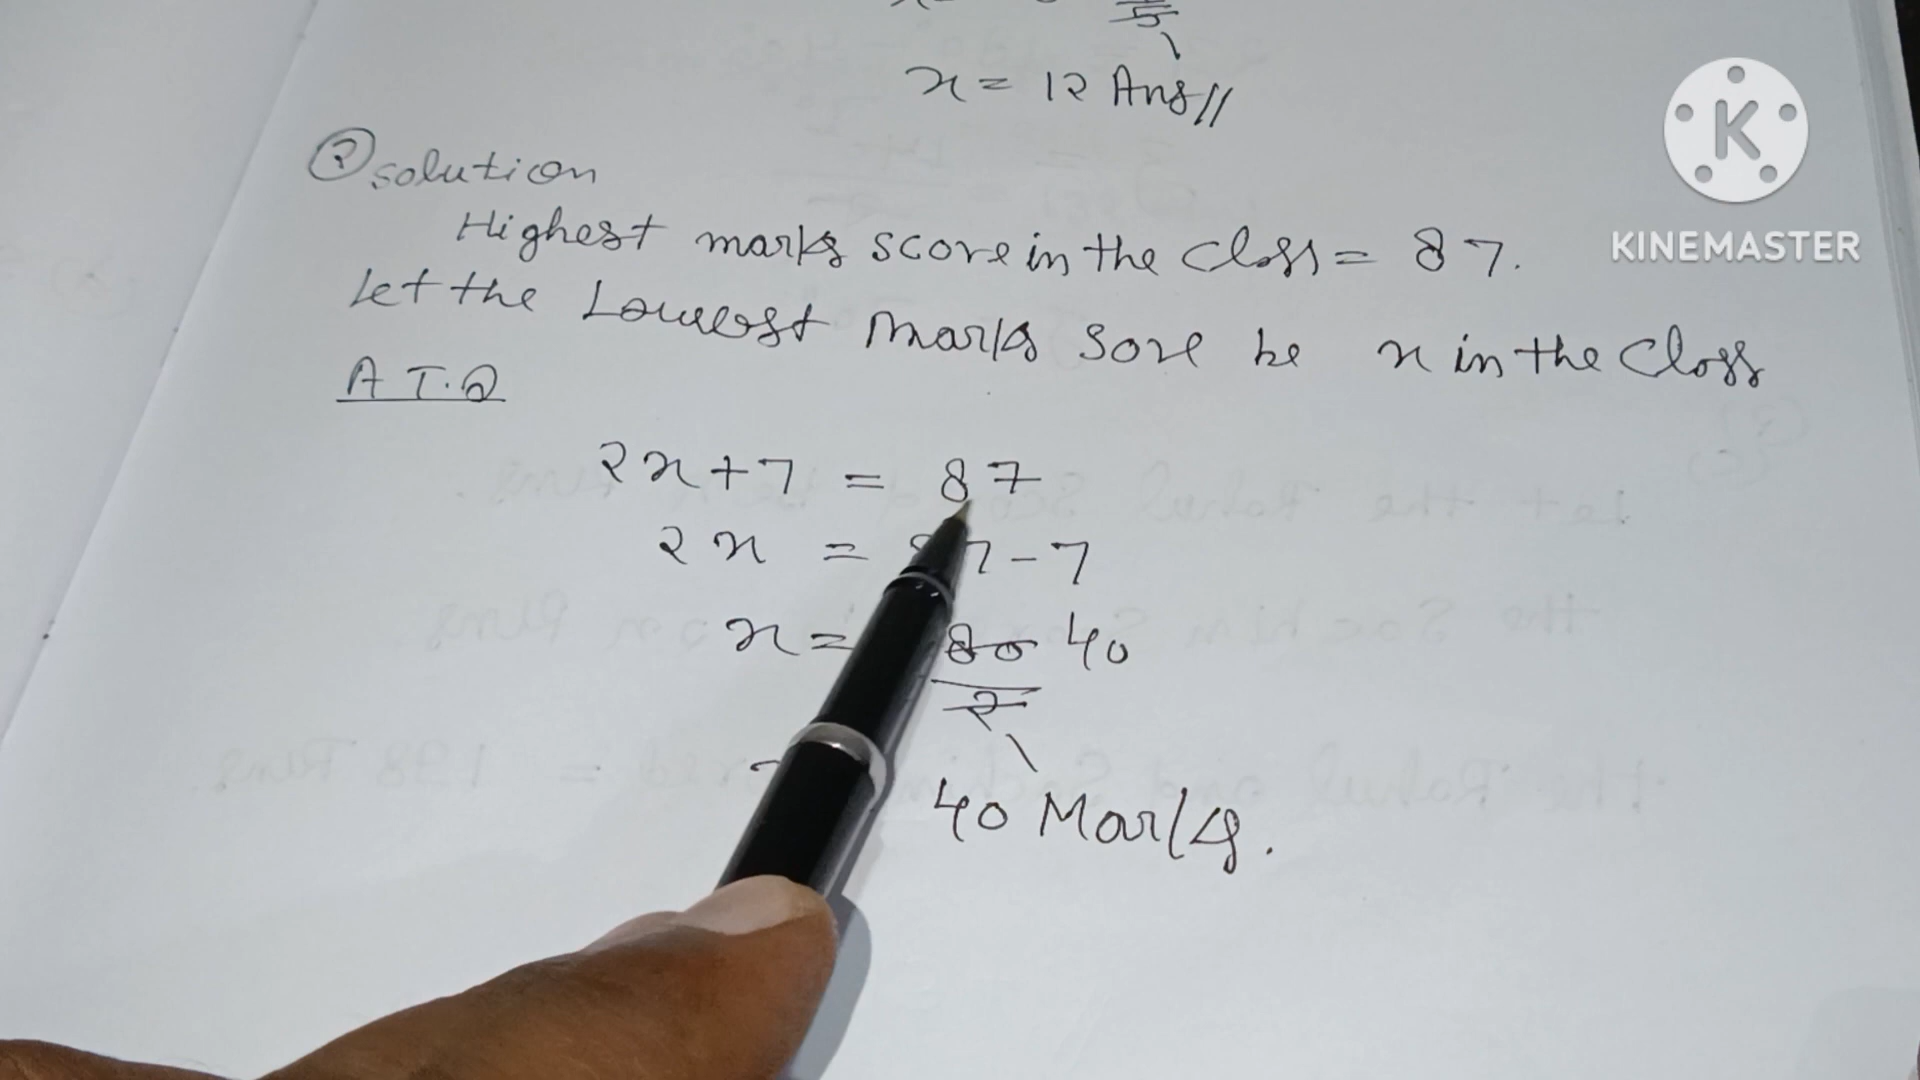 x = 12 Ans//
K
KINEMASTER
② solution
Highest marks score in the Class = 87.
Let the Lowest marks sore be x in the Class
A T.Q
2x + 7 = 87
2x = 87 - 7
x = 80 40
2
40 Marks.